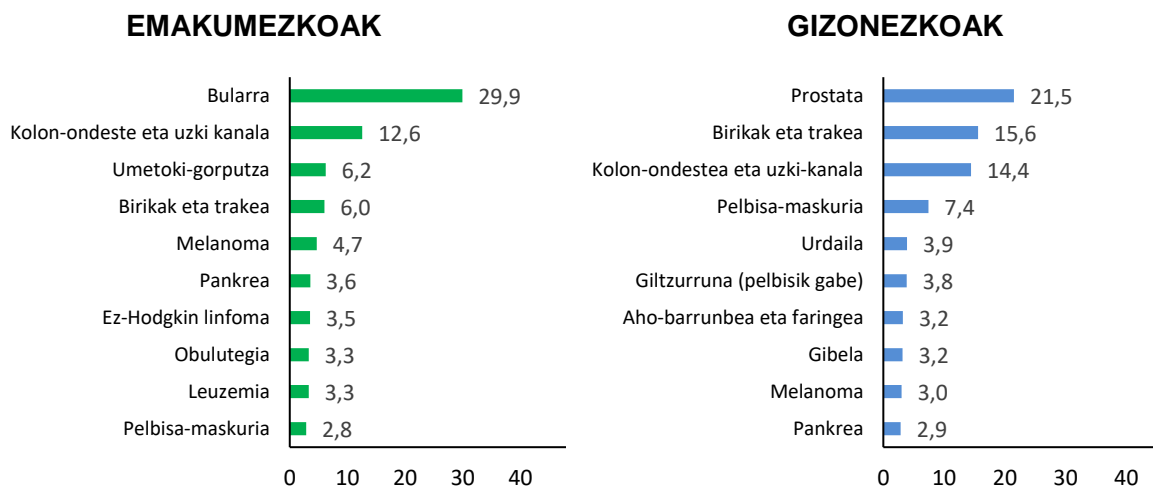 EMAKUMEZKOAK
Bularra 29,9
Kolon-ondeste eta uzki kanala 12,6
Umetoki-gorputza 6,2
Birikak eta trakea 6,0
Melanoma 4,7
Pankrea 3,6
Ez-Hodgkin linfoma 3,5
Obulutegia 3,3
Leuzemia 3,3
Pelbisa-maskuria 2,8
0 10 20 30 40
GIZONEZKOAK
Prostata 21,5
Birikak eta trakea 15,6
Kolon-ondestea eta uzki-kanala 14,4
Pelbisa-maskuria 7,4
Urdaila 3,9
Giltzurruna (pelbisik gabe) 3,8
Aho-barrunbea eta faringea 3,2
Gibela 3,2
Melanoma 3,0
Pankrea 2,9
0 10 20 30 40